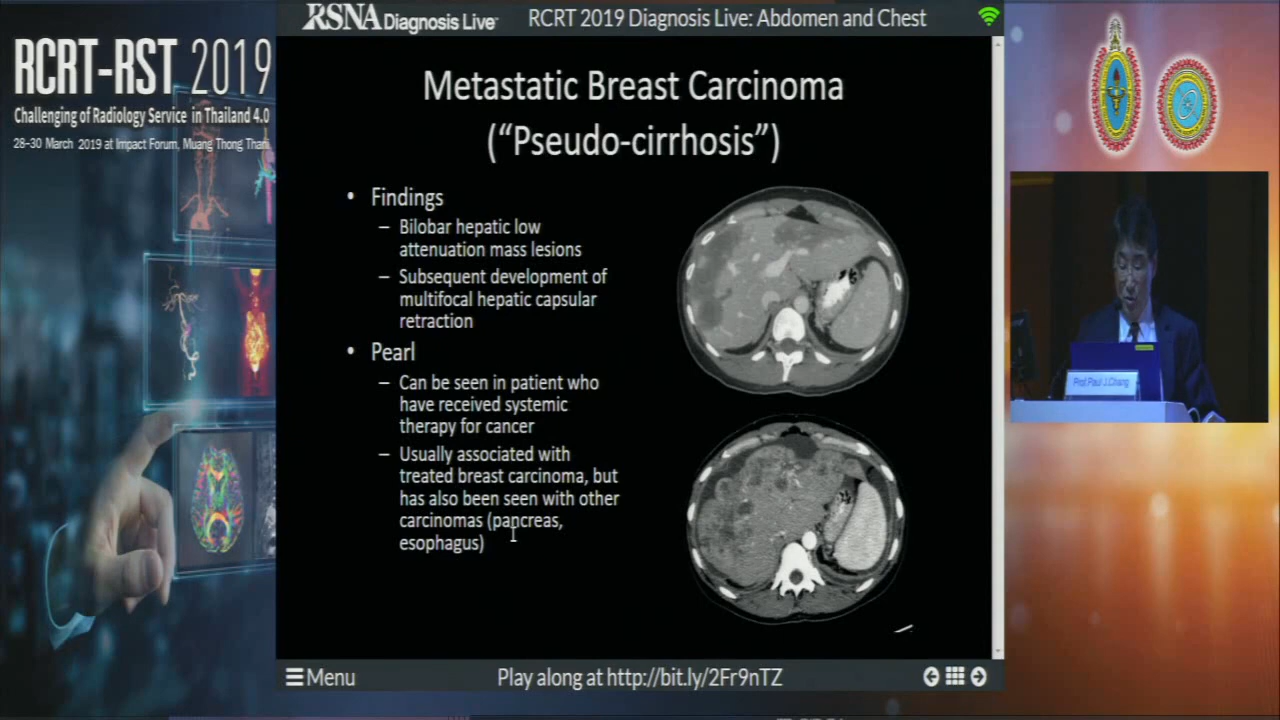 RSNA Diagnosis Live™
RCRT 2019 Diagnosis Live: Abdomen and Chest
RCRT-RST 2019
Challenging of Radiology Service in Thailand 4.0
28-30 March 2019 at Impact Forum, Muang Thong Thani
Metastatic Breast Carcinoma
(“Pseudo-cirrhosis”)
• Findings
– Bilobar hepatic low
attenuation mass lesions
– Subsequent development of
multifocal hepatic capsular
retraction
• Pearl
– Can be seen in patient who
have received systemic
therapy for cancer
– Usually associated with
treated breast carcinoma, but
has also been seen with other
carcinomas (pancreas,
esophagus)
Prof.Paul J.Chang
Menu
Play along at http://bit.ly/2Fr9nTZ